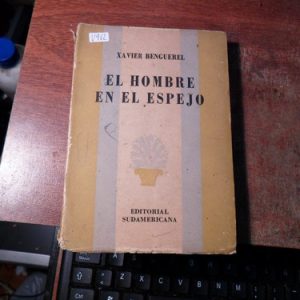 XAVIER BENGUEREL
EL HOMBRE
EN EL ESPEJO
EDITORIAL
SUDAMERICANA